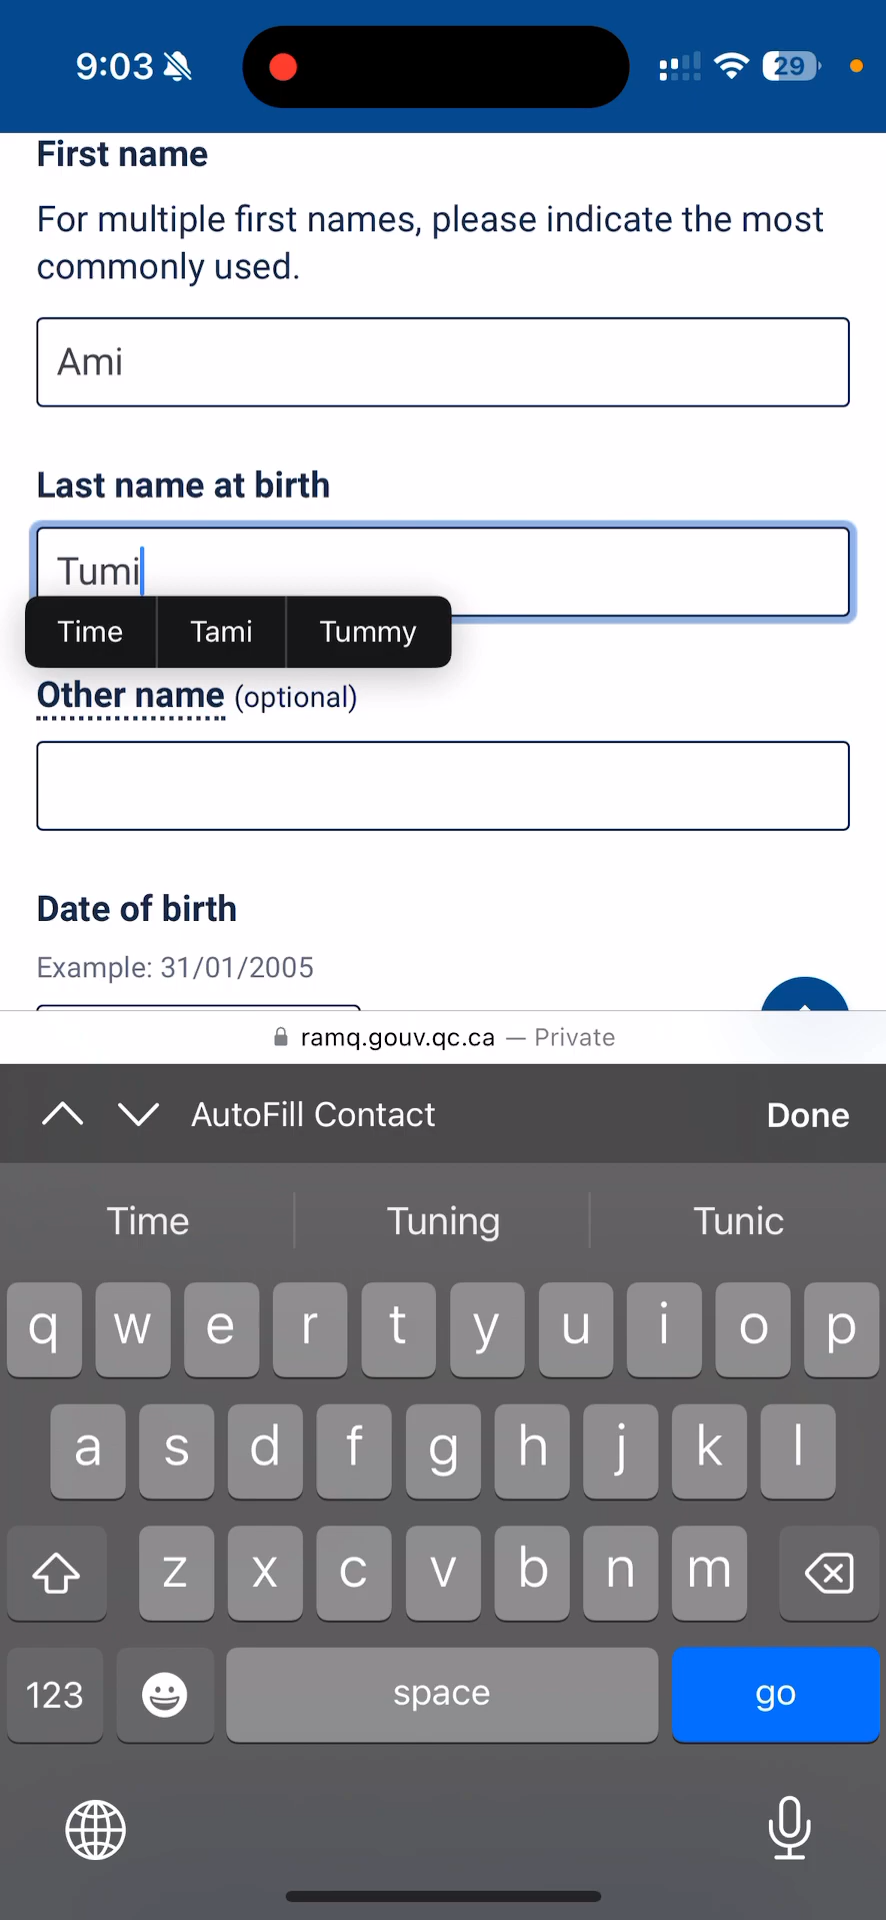 9:03
29
First name
For multiple first names, please indicate the most
commonly used.
Ami
Last name at birth
Tumi
Time Tami Tummy
Other name (optional)
Date of birth
Example: 31/01/2005
ramq.gouv.qc.ca — Private
AutoFill Contact Done
Time Tuning Tunic
q w e r t y u i o p
a s d f g h j k l
z x c v b n m
123 space go